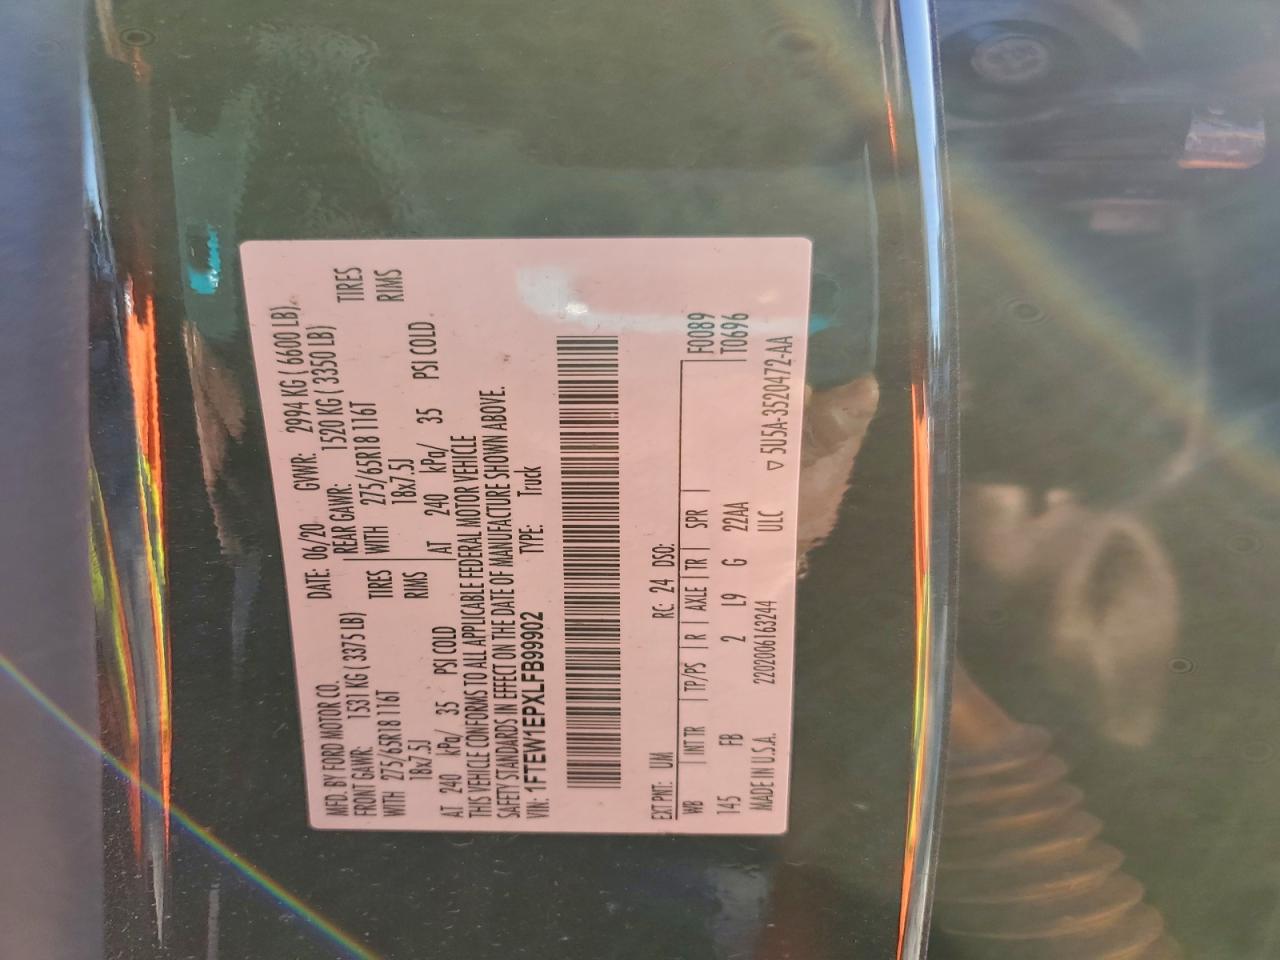 MFD. BY FORD MOTOR CO. DATE: 06/20 GVWR: 2994 KG ( 6600 LB)
FRONT GAWR: 1531 KG ( 3375 LB) REAR GAWR: 1520 KG ( 3350 LB)
WITH 275/65R18 116T TIRES WITH 275/65R18 116T TIRES
18x7.5J RIMS 18x7.5J RIMS
AT 240 kPa/ 35 PSI COLD AT 240 kPa/ 35 PSI COLD
THIS VEHICLE CONFORMS TO ALL APPLICABLE FEDERAL MOTOR VEHICLE
SAFETY STANDARDS IN EFFECT ON THE DATE OF MANUFACTURE SHOWN ABOVE.
VIN: 1FTEW1EPXLFB99902 TYPE: Truck
EXT PNT: UM RC: 24 DSO: F0089
WB | INT TR | TP/PS | R | AXLE | TR | SPR | T0696
145 FB 2 L9 G 22AA
MADE IN U.S.A. 2202006163244 ULC ▽ 5U5A-3520472-AA